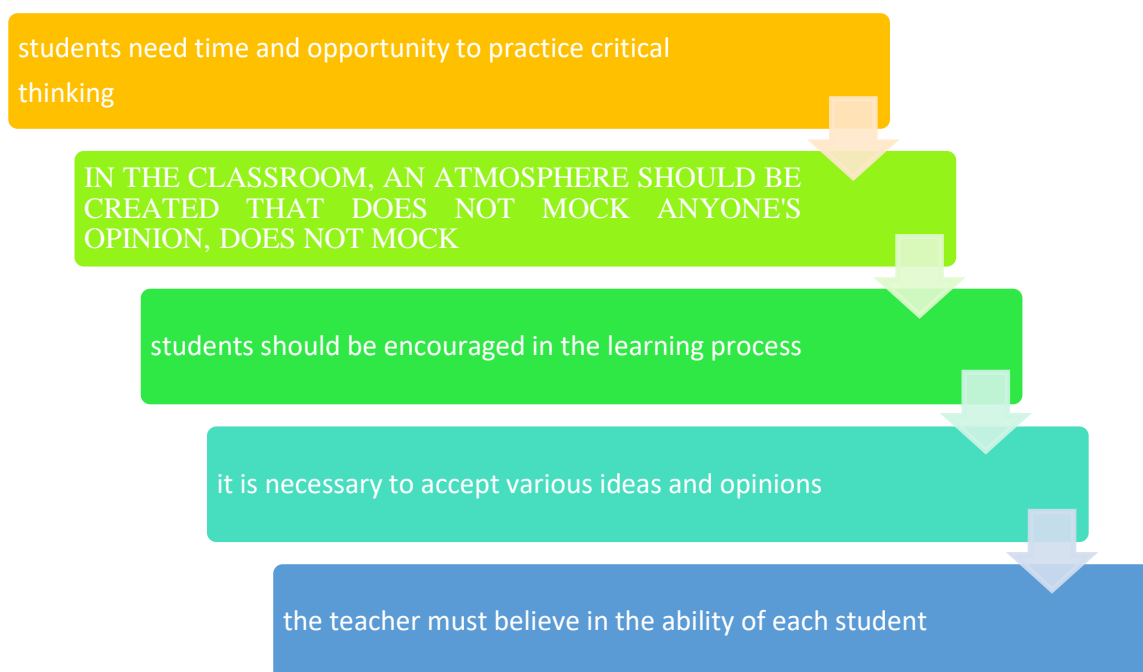 students need time and opportunity to practice critical
thinking
IN THE CLASSROOM, AN ATMOSPHERE SHOULD BE
CREATED THAT DOES NOT MOCK ANYONE'S
OPINION, DOES NOT MOCK
students should be encouraged in the learning process
it is necessary to accept various ideas and opinions
the teacher must believe in the ability of each student